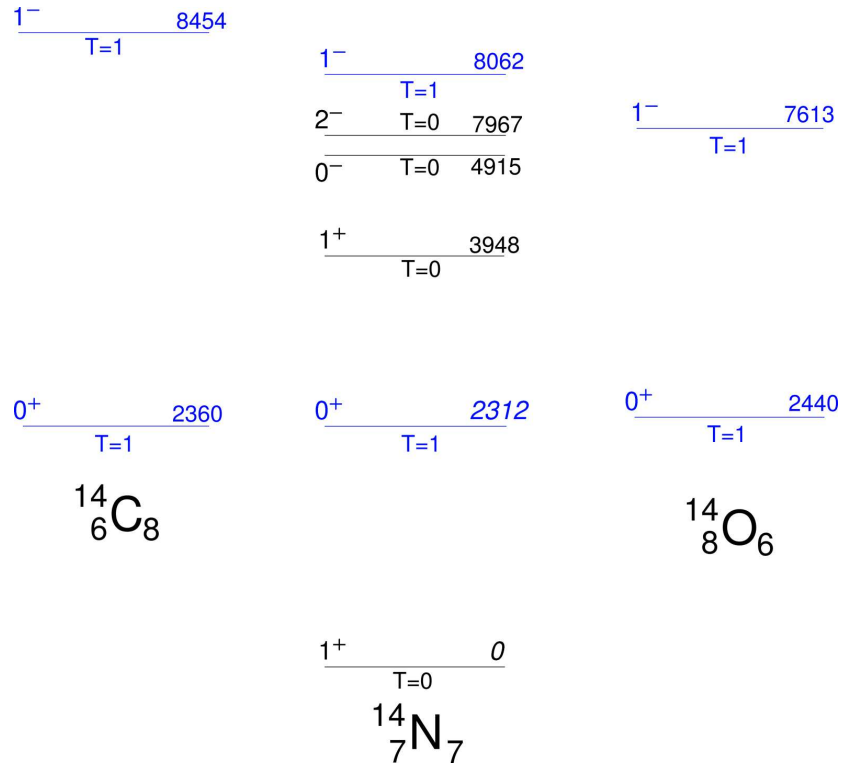 1⁻ 8454
T=1
1⁻ 8062
T=1
2⁻ T=0 7967
0⁻ T=0 4915
1⁺ 3948
T=0
1⁻ 7613
T=1
0⁺ 2360
T=1
0⁺ 2312
T=1
0⁺ 2440
T=1
¹⁴₆C₈
¹⁴₈O₆
1⁺ 0
T=0
¹⁴₇N₇